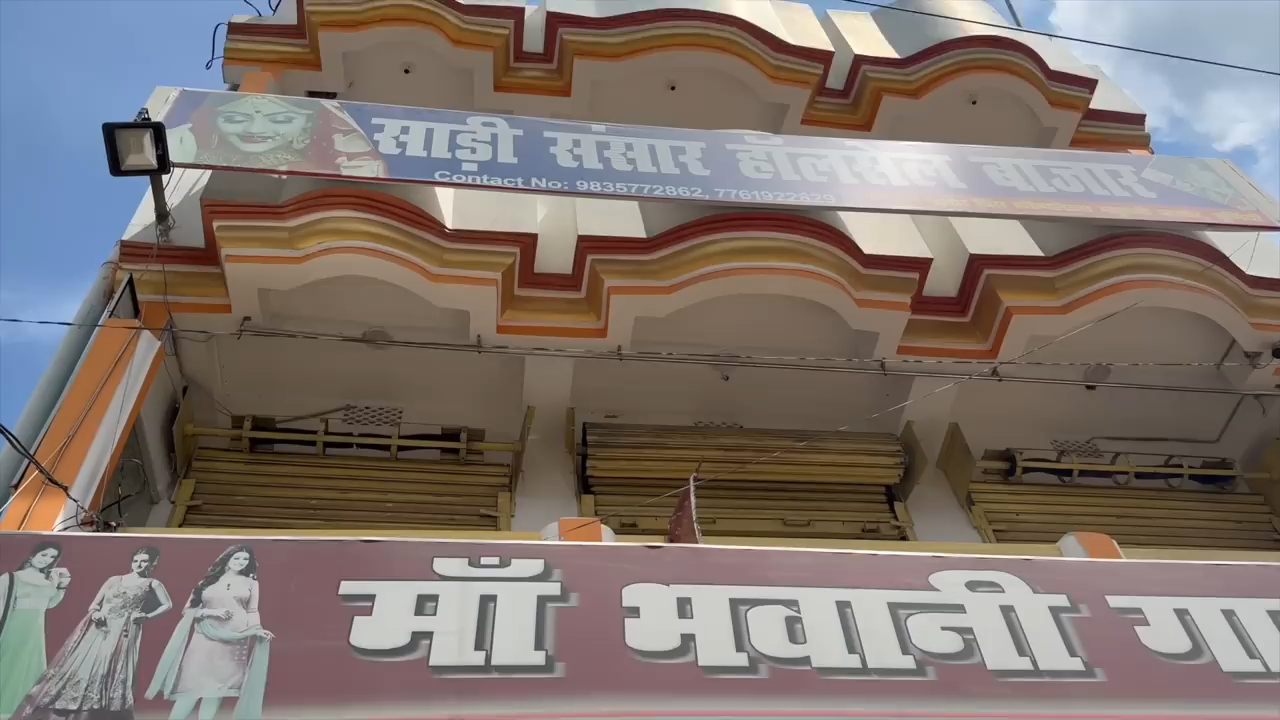 साड़ी संसार हॉलसेल बाजार
Contact No: 9835772862, 7761922829
माँ भवानी